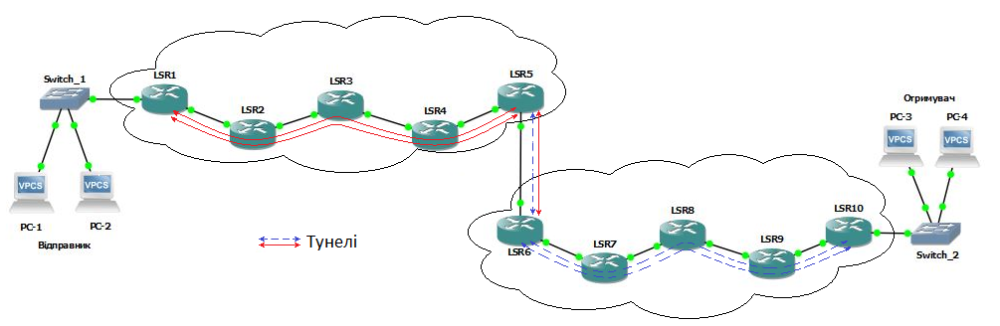 Switch_1
LSR1
LSR2
LSR3
LSR4
LSR5
VPCS
VPCS
PC-1
PC-2
Відправник
Тунелі
LSR6
LSR7
LSR8
LSR9
LSR10
Отримувач
PC-3
PC-4
VPCS
VPCS
Switch_2